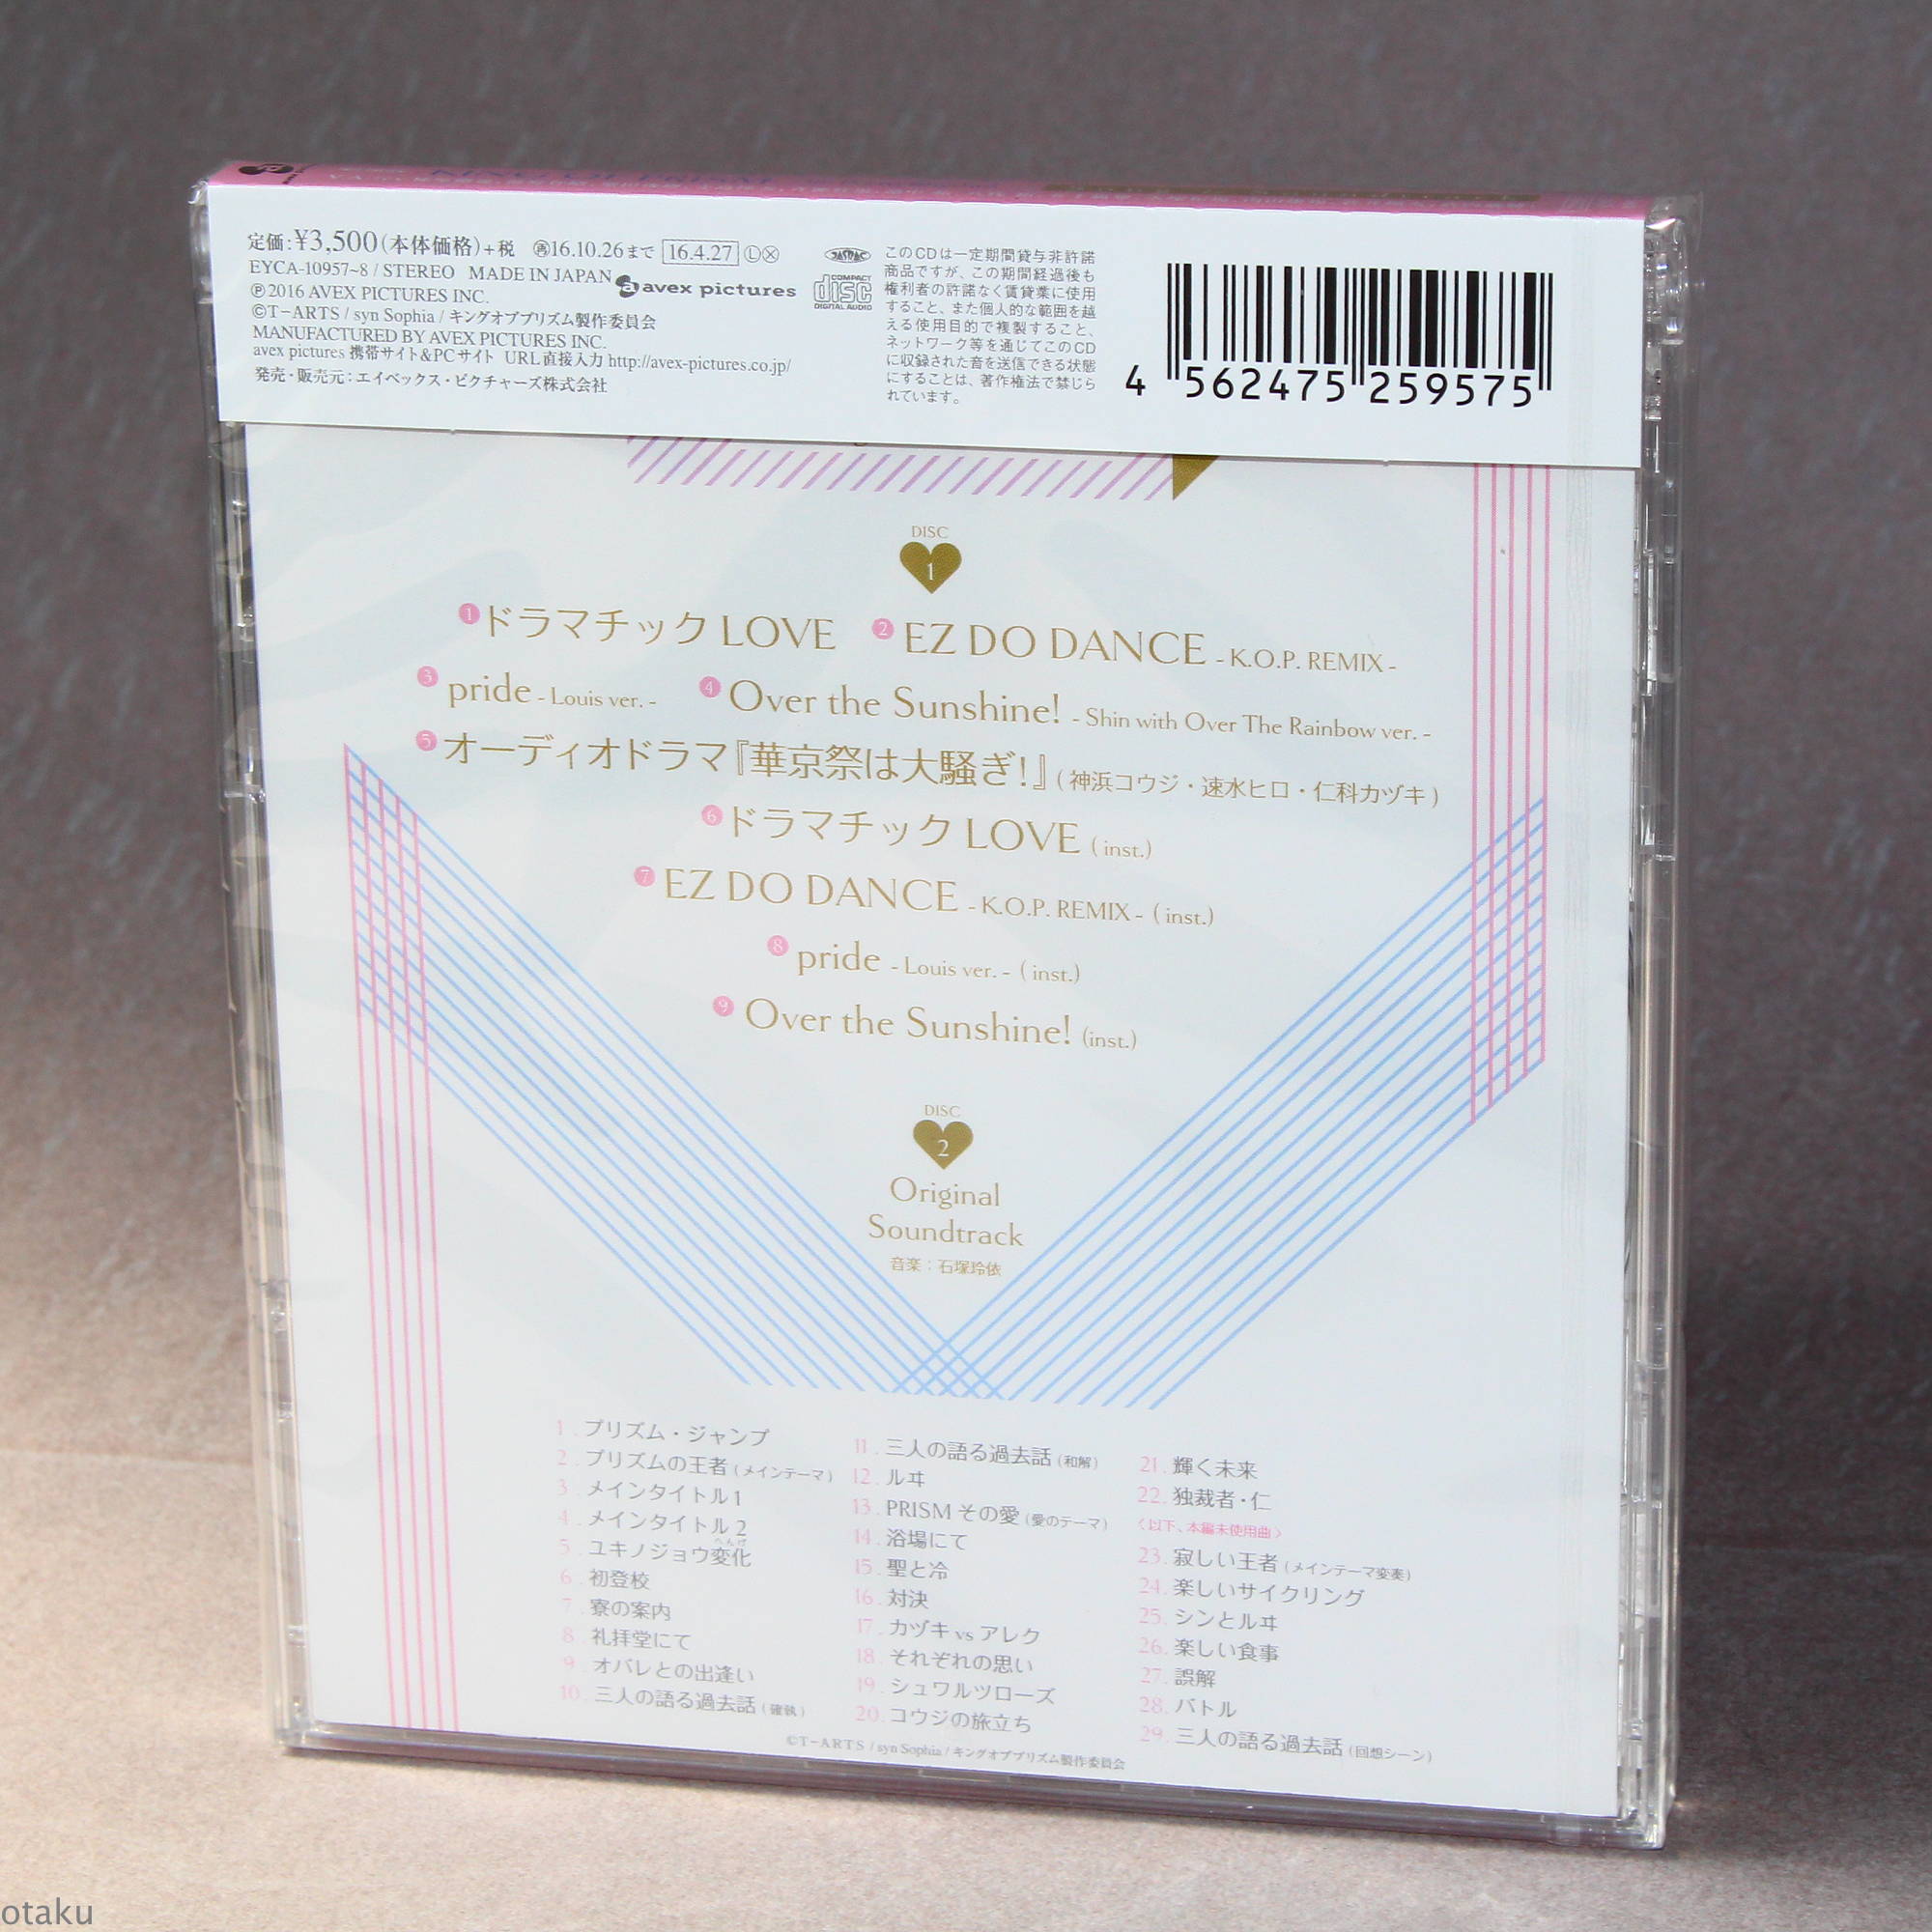 定価:¥3,500(本体価格)+税 ㊢16.10.26まで 16.4.27 ⓁⓍ
EYCA-10957~8 / STEREO MADE IN JAPAN
℗2016 AVEX PICTURES INC.
©T-ARTS / syn Sophia / キングオブプリズム製作委員会
MANUFACTURED BY AVEX PICTURES INC.
avex pictures 携帯サイト&PCサイト URL直接入力 http://avex-pictures.co.jp/
発売・販売元:エイベックス・ピクチャーズ株式会社
avex pictures
JASRAC
COMPACT
disc
DIGITAL AUDIO
このCDは一定期間貸与非許諾
商品ですが、この期間経過後も
権利者の許諾なく賃貸業に使用
すること、また個人的な範囲を越
える使用目的で複製すること、
ネットワーク等を通じてこのCD
に収録された音を送信できる状態
にすることは、著作権法で禁じら
れています。
4 562475 259575
DISC
1
1 ドラマチック LOVE 2 EZ DO DANCE - K.O.P. REMIX -
3 pride - Louis ver. - 4 Over the Sunshine! - Shin with Over The Rainbow ver. -
5 オーディオドラマ『華京祭は大騒ぎ!』(神浜コウジ・速水ヒロ・仁科カヅキ)
6 ドラマチック LOVE (inst.)
7 EZ DO DANCE - K.O.P. REMIX - (inst.)
8 pride - Louis ver. - (inst.)
9 Over the Sunshine! (inst.)
DISC
2
Original
Soundtrack
音楽:石塚玲依
1. プリズム・ジャンプ
2. プリズムの王者(メインテーマ)
3. メインタイトル1
4. メインタイトル2
5. ユキノジョウ変化
へんげ
6. 初登校
7. 寮の案内
8. 礼拝堂にて
9. オバレとの出逢い
10. 三人の語る過去話(確執)
11. 三人の語る過去話(和解)
12. ルヰ
13. PRISM その愛(愛のテーマ)
14. 浴場にて
15. 聖と冷
16. 対決
17. カヅキ vs アレク
18. それぞれの思い
19. シュワルツローズ
20. コウジの旅立ち
21. 輝く未来
22. 独裁者・仁
〈以下、本編未使用曲〉
23. 寂しい王者(メインテーマ変奏)
24. 楽しいサイクリング
25. シンとルヰ
26. 楽しい食事
27. 誤解
28. バトル
29. 三人の語る過去話(回想シーン)
©T-ARTS / syn Sophia / キングオブプリズム製作委員会
otaku